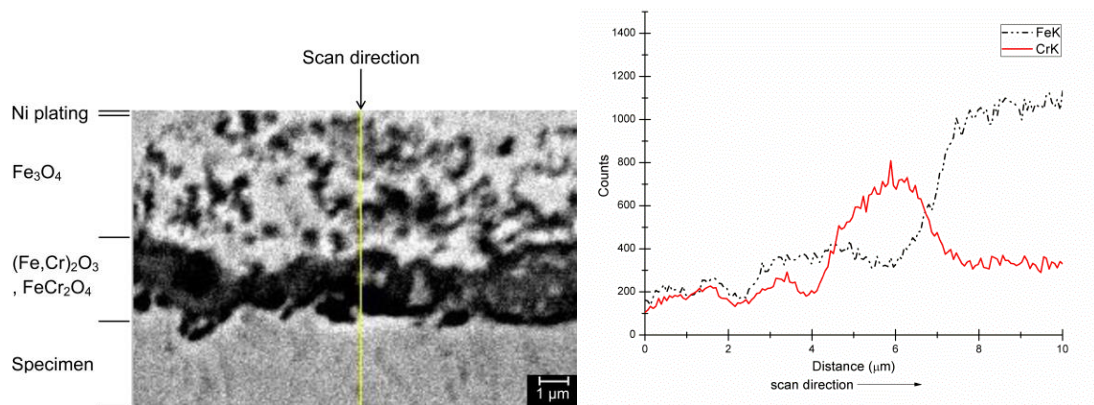 Scan direction
Ni plating
Fe₃O₄
(Fe,Cr)₂O₃
, FeCr₂O₄
Specimen
1 µm
FeK
CrK
1400
1200
1000
800
600
400
200
0
Counts
0 2 4 6 8 10
Distance (µm)
scan direction